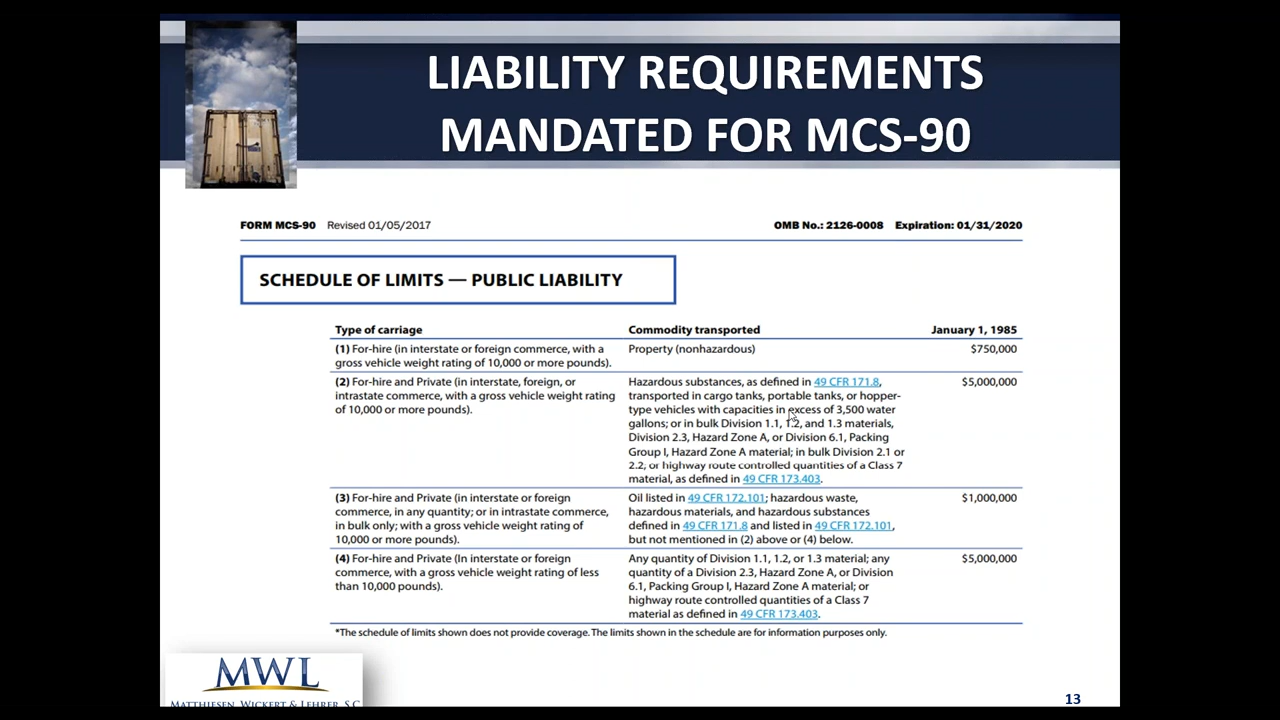 LIABILITY REQUIREMENTS
MANDATED FOR MCS-90
FORM MCS-90 Revised 01/05/2017 OMB No.: 2126-0008 Expiration: 01/31/2020
SCHEDULE OF LIMITS — PUBLIC LIABILITY
Type of carriage Commodity transported January 1, 1985
(1) For-hire (in interstate or foreign commerce, with a Property (nonhazardous) $750,000
gross vehicle weight rating of 10,000 or more pounds).
(2) For-hire and Private (in interstate, foreign, or Hazardous substances, as defined in 49 CFR 171.8, $5,000,000
intrastate commerce, with a gross vehicle weight rating transported in cargo tanks, portable tanks, or hopper-
of 10,000 or more pounds). type vehicles with capacities in excess of 3,500 water
gallons; or in bulk Division 1.1, 1.2, and 1.3 materials,
Division 2.3, Hazard Zone A, or Division 6.1, Packing
Group I, Hazard Zone A material; in bulk Division 2.1 or
2.2, or highway route controlled quantities of a Class 7
material, as defined in 49 CFR 173.403.
(3) For-hire and Private (in interstate or foreign Oil listed in 49 CFR 172.101; hazardous waste, $1,000,000
commerce, in any quantity; or in intrastate commerce, hazardous materials, and hazardous substances
in bulk only; with a gross vehicle weight rating of defined in 49 CFR 171.8 and listed in 49 CFR 172.101,
10,000 or more pounds). but not mentioned in (2) above or (4) below.
(4) For-hire and Private (In interstate or foreign Any quantity of Division 1.1, 1.2, or 1.3 material; any $5,000,000
commerce, with a gross vehicle weight rating of less quantity of a Division 2.3, Hazard Zone A, or Division
than 10,000 pounds). 6.1, Packing Group I, Hazard Zone A material; or
highway route controlled quantities of a Class 7
material as defined in 49 CFR 173.403.
*The schedule of limits shown does not provide coverage. The limits shown in the schedule are for information purposes only.
MWL
MATTHIESEN, WICKERT & LEHRER, S.C
13